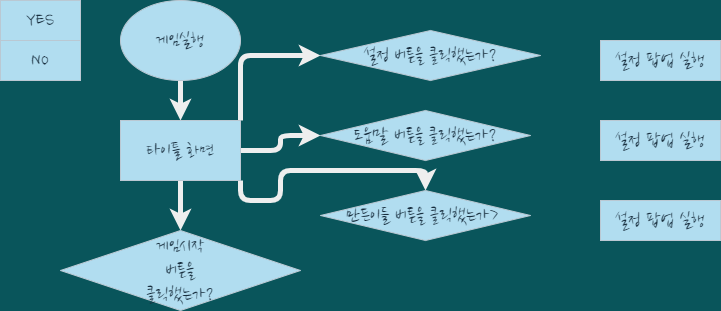 YES
NO
게임실행
타이틀 화면
게임시작
버튼을
클릭했는가?
설정 버튼을 클릭했는가?
도움말 버튼을 클릭했는가?
만든이들 버튼을 클릭했는가>
설정 팝업 실행
설정 팝업 실행
설정 팝업 실행